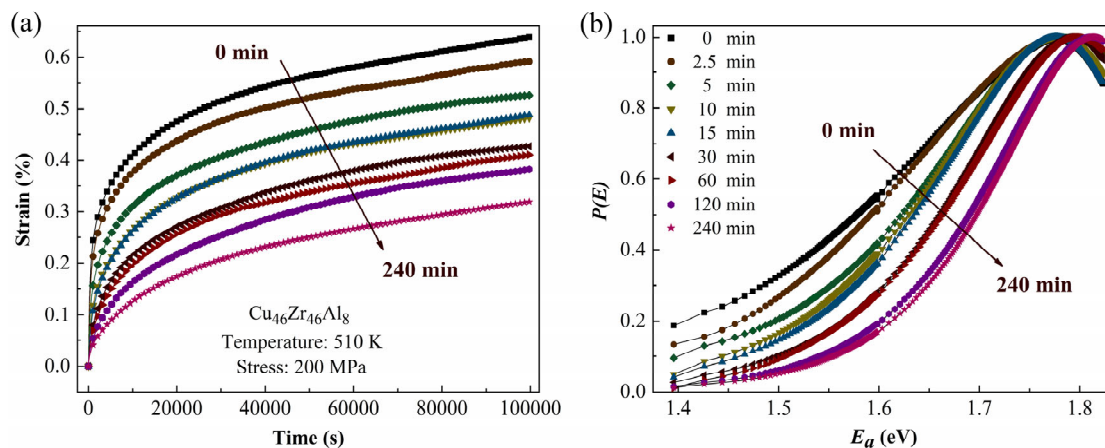 (a)
0.6
0.5
0.4
0.3
0.2
0.1
0.0
Strain (%)
0 min
240 min
Cu₄₆Zr₄₆Al₈
Temperature: 510 K
Stress: 200 MPa
0 20000 40000 60000 80000 100000
Time (s)
(b)
1.0
0.8
0.6
0.4
0.2
0.0
P(E)
0 min
2.5 min
5 min
10 min
15 min
30 min
60 min
120 min
240 min
0 min
240 min
1.4 1.5 1.6 1.7 1.8
Eₐ (eV)